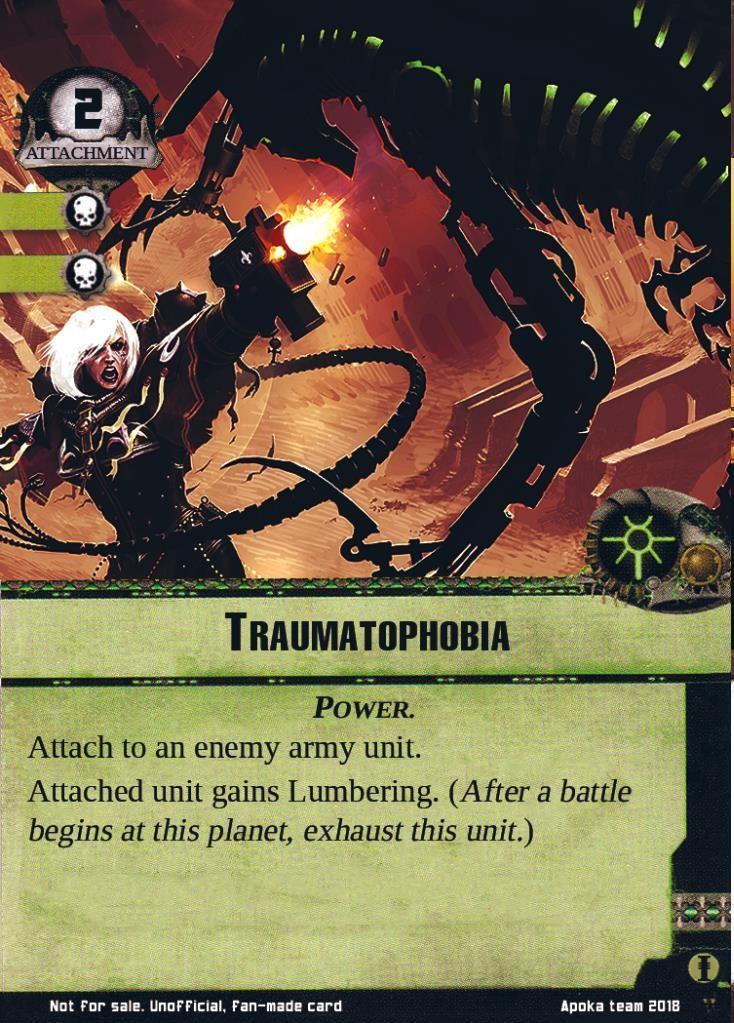 2
ATTACHMENT
TRAUMATOPHOBIA
POWER.
Attach to an enemy army unit.
Attached unit gains Lumbering. (After a battle
begins at this planet, exhaust this unit.)
Not for sale. Unofficial, fan-made card
Apoka team 2018